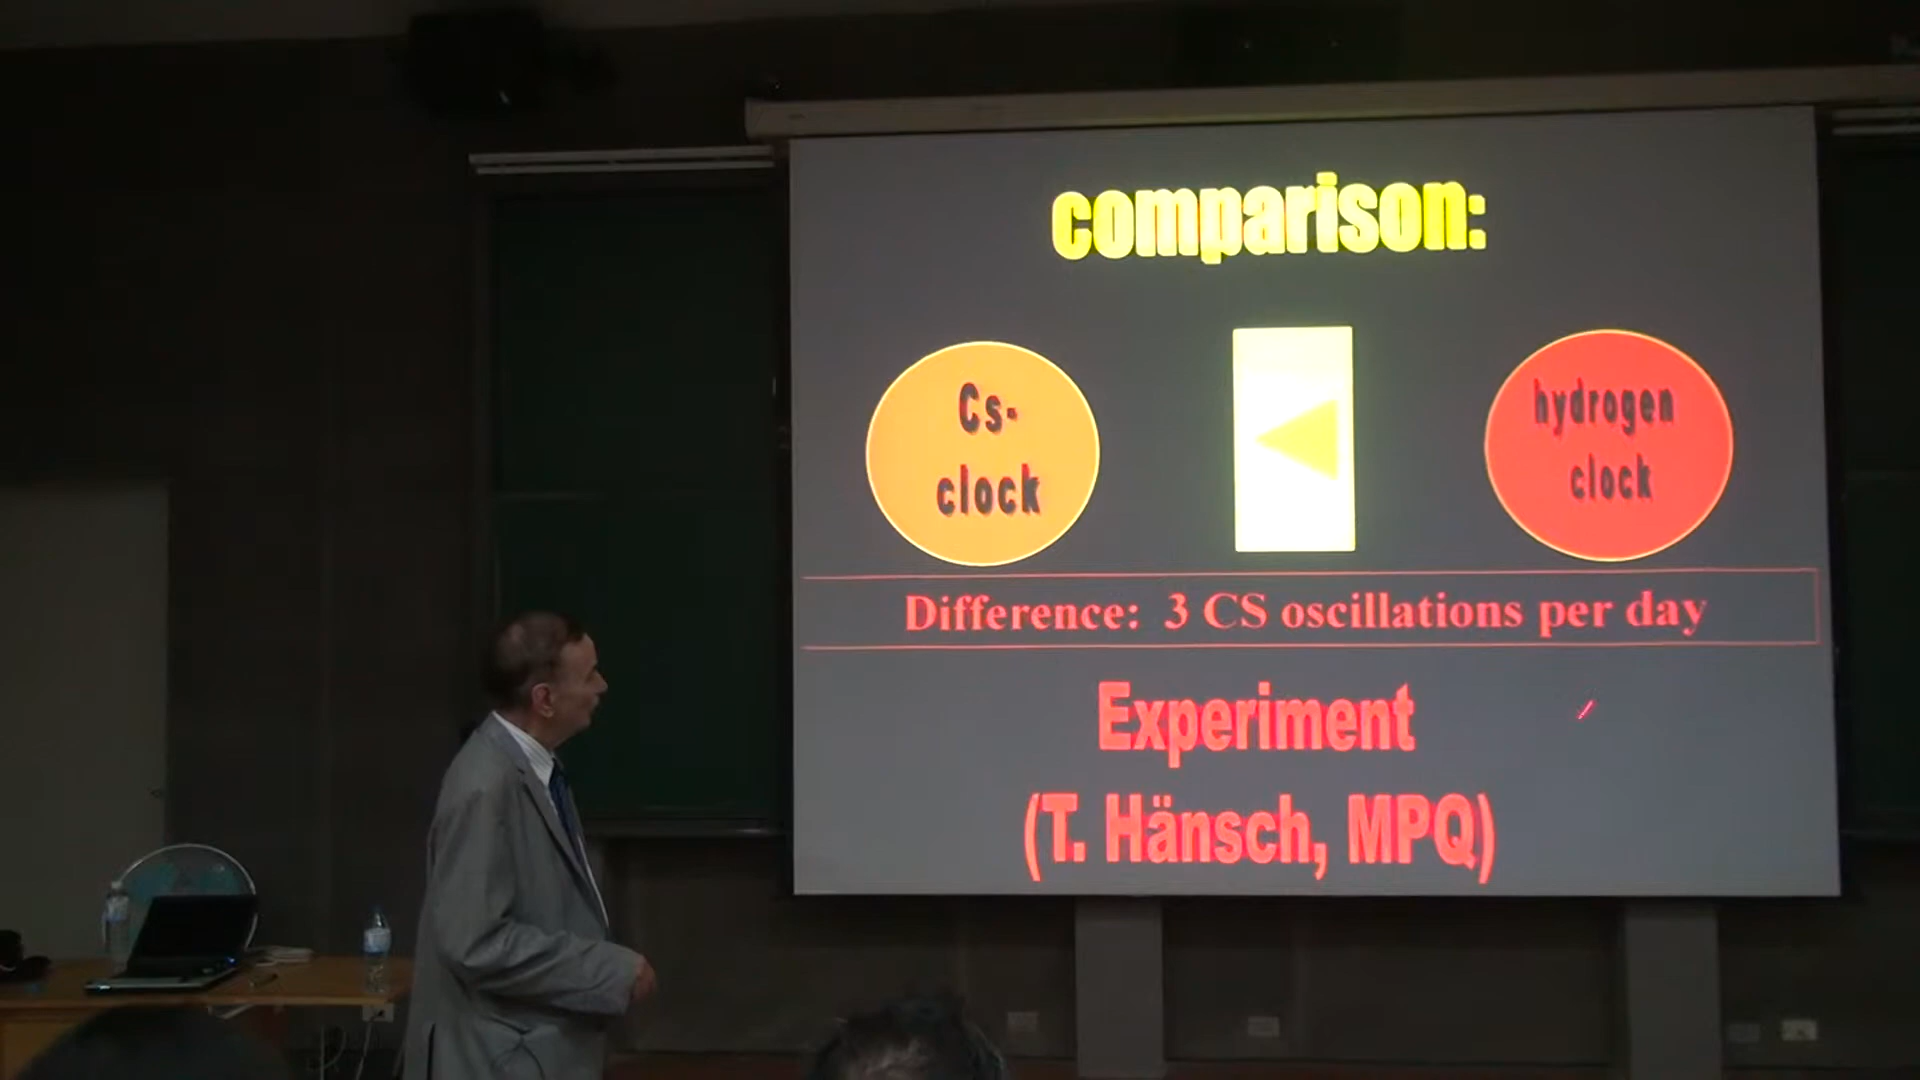 comparison:
Cs-
clock
hydrogen
clock
Difference: 3 CS oscillations per day
Experiment
(T. Hänsch, MPQ)